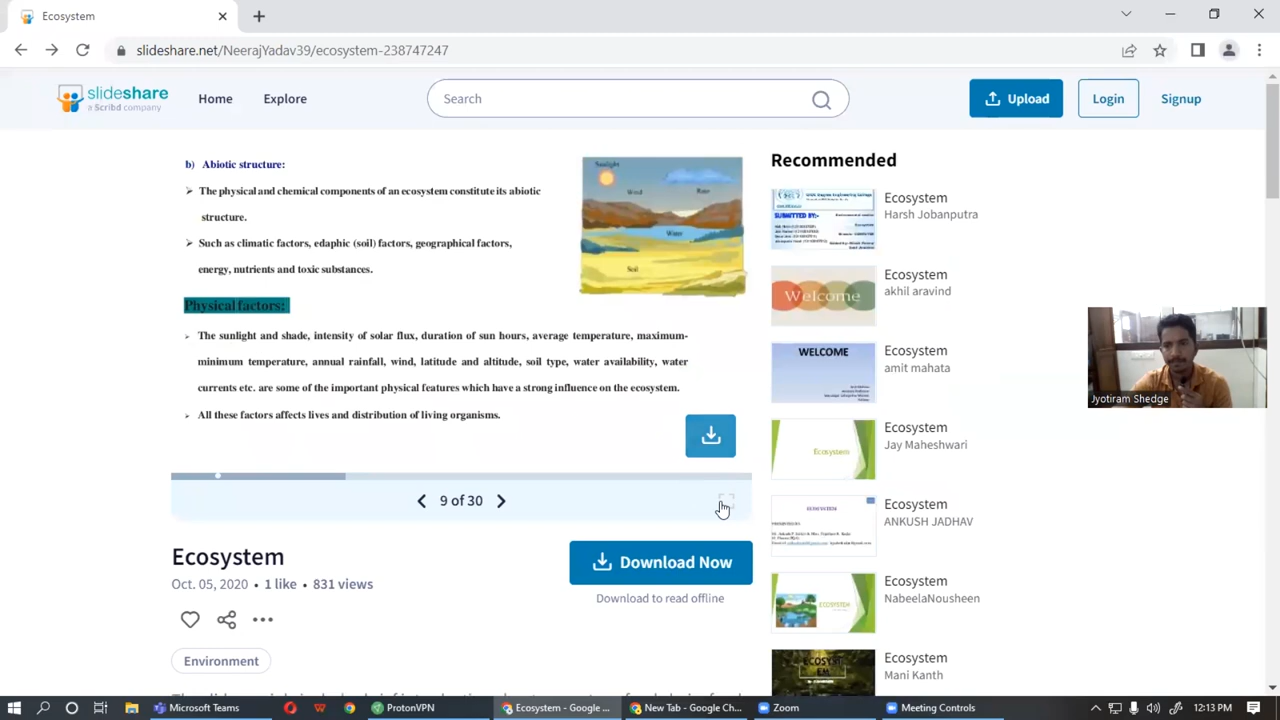 Ecosystem
slideshare.net/NeerajYadav39/ecosystem-238747247
slideshare
a Scribd company
Home
Explore
Search
Upload
Login
Signup
b) Abiotic structure:
The physical and chemical components of an ecosystem constitute its abiotic
structure.
Such as climatic factors, edaphic (soil) factors, geographical factors,
energy, nutrients and toxic substances.
Sunlight
Wind
Rain
Water
Soil
Physical factors:
The sunlight and shade, intensity of solar flux, duration of sun hours, average temperature, maximum-
minimum temperature, annual rainfall, wind, latitude and altitude, soil type, water availability, water
currents etc. are some of the important physical features which have a strong influence on the ecosystem.
All these factors affects lives and distribution of living organisms.
9 of 30
Ecosystem
Oct. 05, 2020 • 1 like • 831 views
Download Now
Download to read offline
Environment
Recommended
SUBMITTED BY:-
Ecosystem
Harsh Jobanputra
Welcome
Ecosystem
akhil aravind
WELCOME
Ecosystem
amit mahata
Ecosystem
Ecosystem
Jay Maheshwari
ECOSYSTEM
Ecosystem
ANKUSH JADHAV
ECOSYSTEM
Ecosystem
NabeelaNousheen
Ecosystem
Mani Kanth
Jyotiram Shedge
Microsoft Teams
ProtonVPN
Ecosystem - Google ...
New Tab - Google Ch...
Zoom
Meeting Controls
12:13 PM